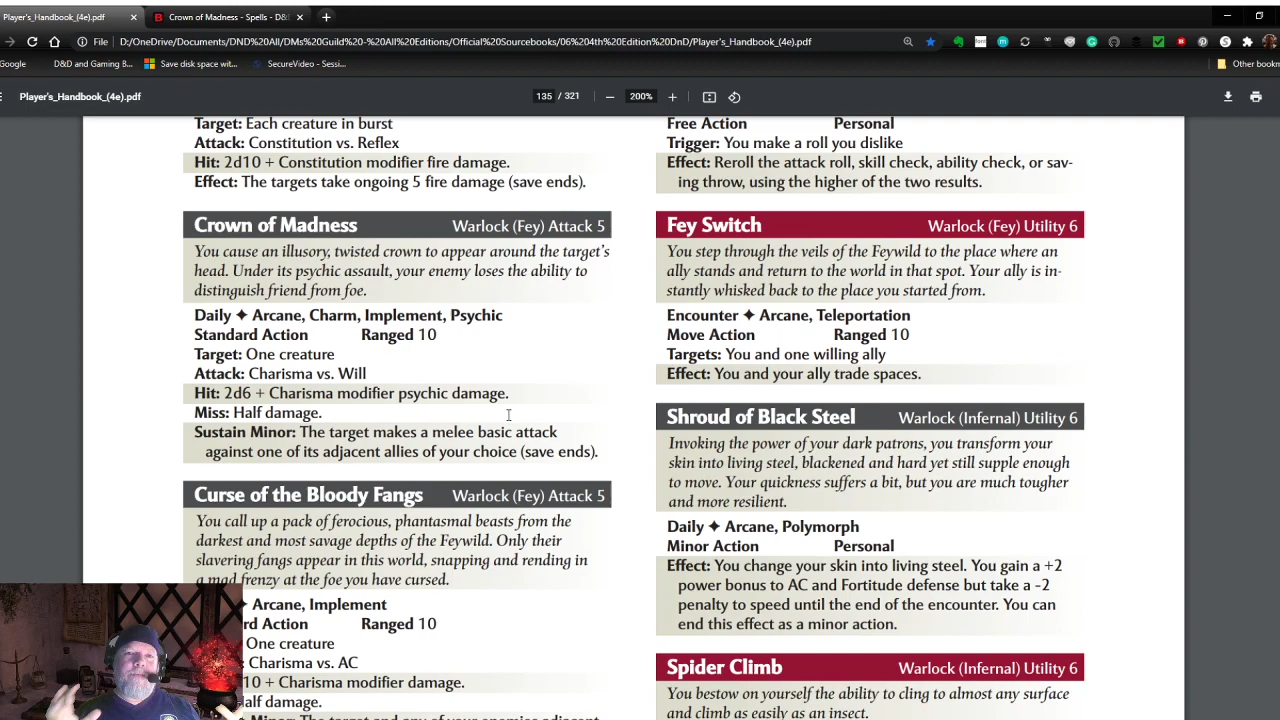 Player's_Handbook_(4e).pdf
Crown of Madness - Spells - D&D
File
D:/OneDrive/Documents/DND%20All/DMs%20Guild%20-%20All%20Editions/Official%20Sourcebooks/06%204th%20Edition%20DnD/Player's_Handbook_(4e).pdf
Google
D&D and Gaming B...
Save disk space wit...
SecureVideo - Sessi...
Other bookm
Player's_Handbook_(4e).pdf
135 / 321
200%
Target: Each creature in burst
Attack: Constitution vs. Reflex
Hit: 2d10 + Constitution modifier fire damage.
Effect: The targets take ongoing 5 fire damage (save ends).
Crown of Madness Warlock (Fey) Attack 5
You cause an illusory, twisted crown to appear around the target's
head. Under its psychic assault, your enemy loses the ability to
distinguish friend from foe.
Daily ✦ Arcane, Charm, Implement, Psychic
Standard Action Ranged 10
Target: One creature
Attack: Charisma vs. Will
Hit: 2d6 + Charisma modifier psychic damage.
Miss: Half damage.
Sustain Minor: The target makes a melee basic attack
against one of its adjacent allies of your choice (save ends).
Curse of the Bloody Fangs Warlock (Fey) Attack 5
You call up a pack of ferocious, phantasmal beasts from the
darkest and most savage depths of the Feywild. Only their
slavering fangs appear in this world, snapping and rending in
a mad frenzy at the foe you have cursed.
✦ Arcane, Implement
rd Action Ranged 10
One creature
: Charisma vs. AC
10 + Charisma modifier damage.
alf damage.
Minor: The target and any of your enemies adjacent
Free Action Personal
Trigger: You make a roll you dislike
Effect: Reroll the attack roll, skill check, ability check, or sav-
ing throw, using the higher of the two results.
Fey Switch Warlock (Fey) Utility 6
You step through the veils of the Feywild to the place where an
ally stands and return to the world in that spot. Your ally is in-
stantly whisked back to the place you started from.
Encounter ✦ Arcane, Teleportation
Move Action Ranged 10
Targets: You and one willing ally
Effect: You and your ally trade spaces.
Shroud of Black Steel Warlock (Infernal) Utility 6
Invoking the power of your dark patrons, you transform your
skin into living steel, blackened and hard yet still supple enough
to move. Your quickness suffers a bit, but you are much tougher
and more resilient.
Daily ✦ Arcane, Polymorph
Minor Action Personal
Effect: You change your skin into living steel. You gain a +2
power bonus to AC and Fortitude defense but take a -2
penalty to speed until the end of the encounter. You can
end this effect as a minor action.
Spider Climb Warlock (Infernal) Utility 6
You bestow on yourself the ability to cling to almost any surface
and climb as easily as an insect.